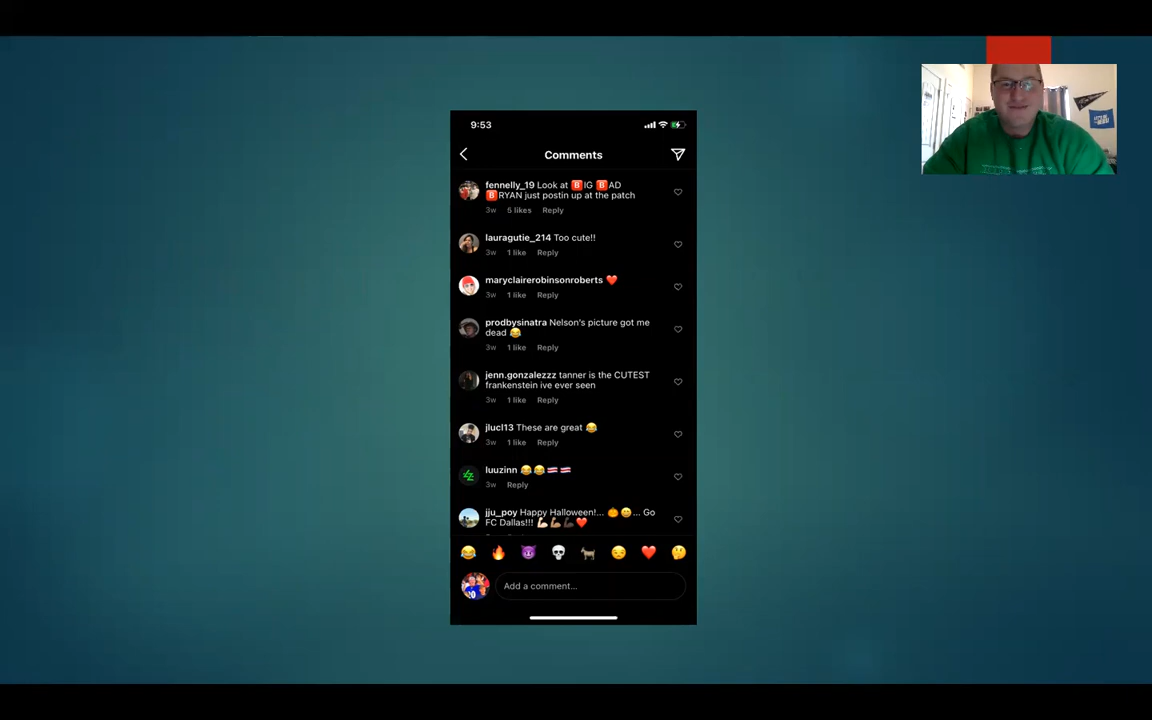 9:53
Comments
fennelly_19 Look at 🅱️IG 🅱️AD
🅱️RYAN just postin up at the patch
3w 5 likes Reply
lauragutie_214 Too cute!!
3w 1 like Reply
maryclairerobinsonroberts ❤️
3w 1 like Reply
prodbysinatra Nelson's picture got me
dead 😂
3w 1 like Reply
jenn.gonzalezzz tanner is the CUTEST
frankenstein ive ever seen
3w 1 like Reply
jlucl13 These are great 😂
3w 1 like Reply
luuzinn 😂😂🇨🇷🇨🇷
3w Reply
jju_poy Happy Halloween!... 🎃😄... Go
FC Dallas!!! 💪🏻💪🏽💪🏿❤️
😂 🔥 😈 💀 🐐 😒 ❤️ 🤔
Add a comment...